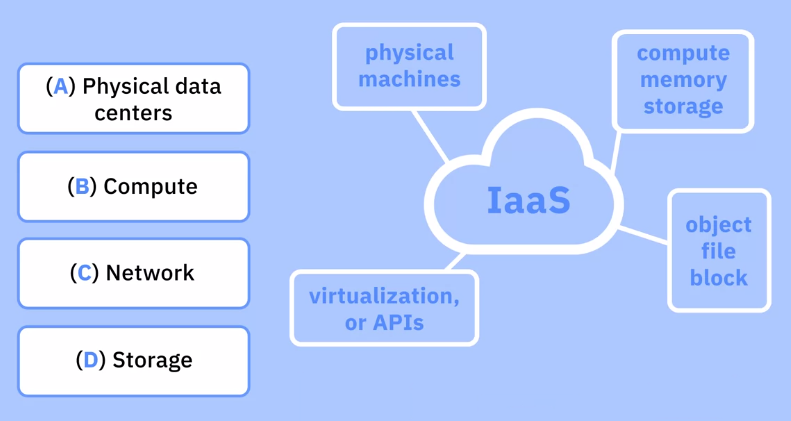 (A) Physical data
centers
(B) Compute
(C) Network
(D) Storage
physical
machines
compute
memory
storage
IaaS
object
file
block
virtualization,
or APIs